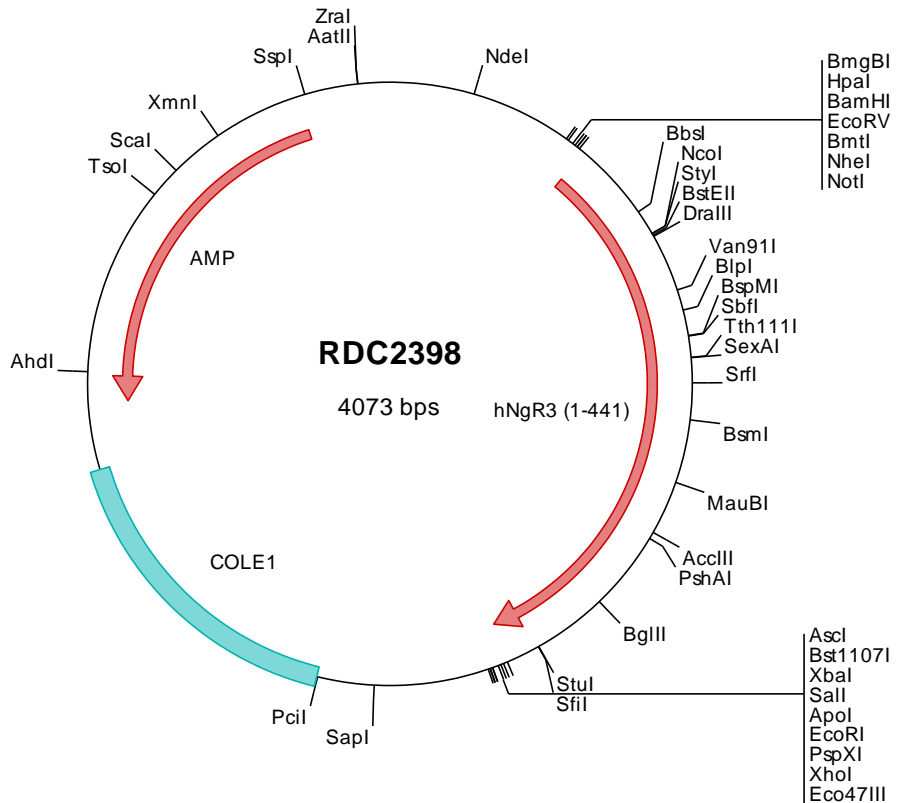 ZraI
AatII
SspI
NdeI
XmnI
ScaI
TsoI
BmgBI
HpaI
BamHI
EcoRV
BmtI
NheI
NotI
BbsI
NcoI
StyI
BstEII
DraIII
Van91I
BlpI
BspMI
SbfI
Tth111I
SexAI
SrfI
BsmI
MauBI
AccIII
PshAI
BglII
AMP
AhdI
RDC2398
4073 bps
hNgR3 (1-441)
COLE1
PciI
SapI
StuI
SfiI
AscI
Bst1107I
XbaI
SalI
ApoI
EcoRI
PspXI
XhoI
Eco47III